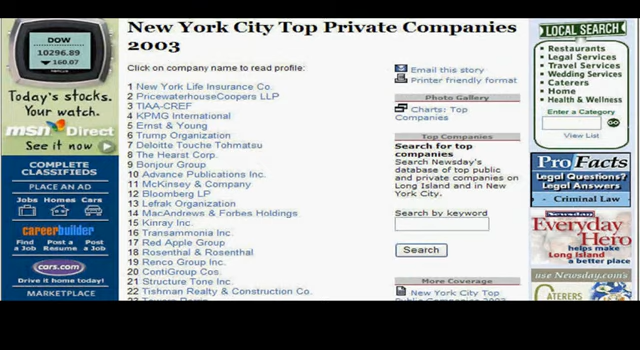 DOW
10296.89
160.07
Today's stocks.
Your watch.
msn Direct
See it now
COMPLETE
CLASSIFIEDS
PLACE AN AD
Jobs Homes Cars
careerbuilder
Find a Job
Post a Resume
Post a Job
cars.com
Drive it home today!
MARKETPLACE
New York City Top Private Companies
2003
Click on company name to read profile:
1 New York Life Insurance Co.
2 PricewaterhouseCoopers LLP
3 TIAA-CREF
4 KPMG International
5 Ernst & Young
6 Trump Organization
7 Deloitte Touche Tohmatsu
8 The Hearst Corp.
9 Bonjour Group
10 Advance Publications Inc.
11 McKinsey & Company
12 Bloomberg LP
13 Lefrak Organization
14 MacAndrews & Forbes Holdings
15 Kinray Inc.
16 Transammonia Inc.
17 Red Apple Group
18 Rosenthal & Rosenthal
19 Renco Group Inc.
20 ContiGroup Cos.
21 Structure Tone Inc.
22 Tishman Realty & Construction Co.
23
Email this story
Printer friendly format
Photo Gallery
Charts: Top
Companies
Top Companies
Search for top
companies
Search Newsday's
database of top public
and private companies on
Long Island and in New
York City.
Search by keyword
Search
More Coverage
New York City Top
LOCAL SEARCH
Restaurants
Legal Services
Travel Services
Wedding Services
Caterers
Home
Health & Wellness
Enter a Category
GO
View List
Pro Facts
Legal Questions?
Legal Answers
- Criminal Law
Newsday
Everyday
Hero
helps make
Long Island
a better place
use Newsday.com's
CATERERS